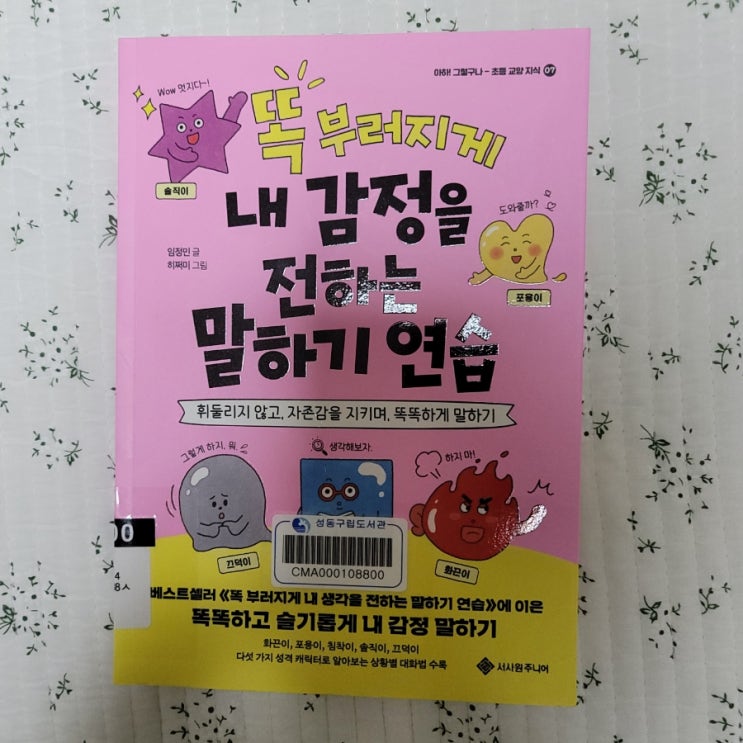 아하! 그렇구나 - 초등 교양 지식 07
Wow 멋지다~!
똑 부러지게
솔직이
내 감정을
도와줄까?
임정민 글
히쩌미 그림
전하는
포용이
말하기 연습
휘둘리지 않고, 자존감을 지키며, 똑똑하게 말하기
그렇게 하지, 뭐.
생각해보자.
하지 마!
성동구립도서관
CMA000108800
끄덕이
화끈이
00
4
8ㅅ
베스트셀러 《똑 부러지게 내 생각을 전하는 말하기 연습》에 이은
똑똑하고 슬기롭게 내 감정 말하기
화끈이, 포용이, 침착이, 솔직이, 끄덕이
다섯 가지 성격 캐릭터로 알아보는 상황별 대화법 수록
서사원주니어